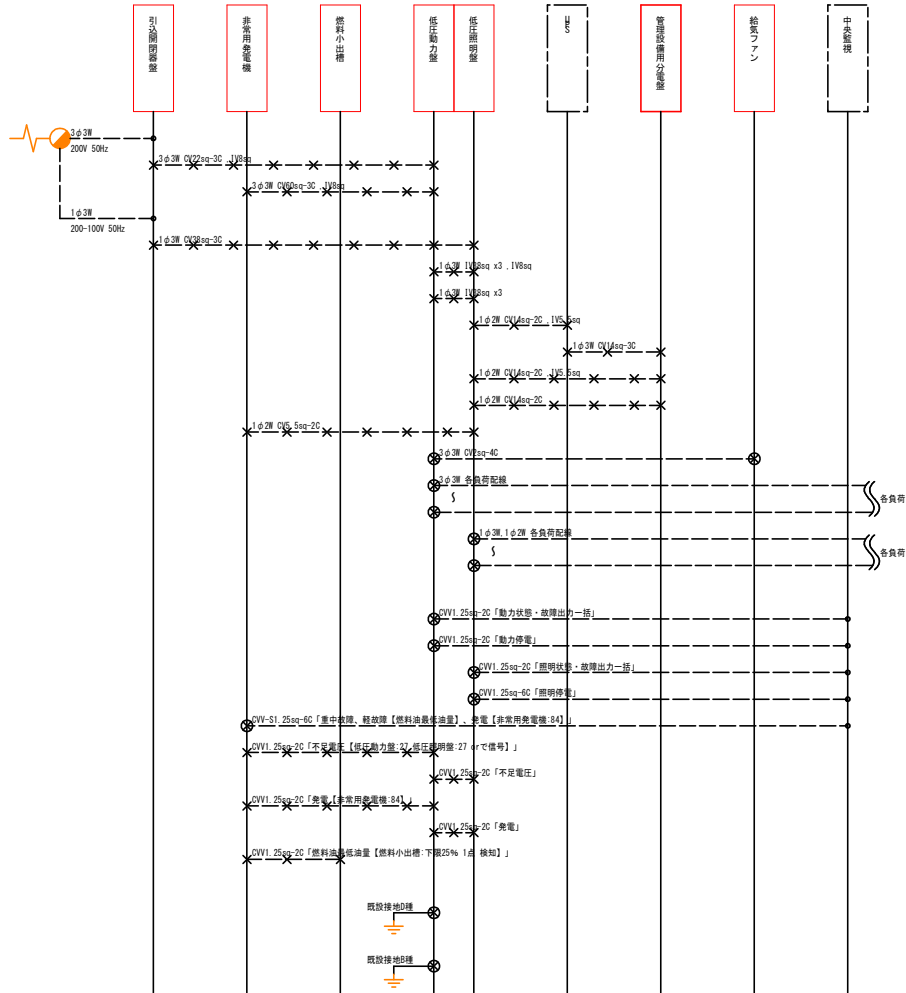 引込開閉器盤
非常用発電機
燃料小出槽
低圧動力盤
低圧照明盤
UPS
管理設備用分電盤
給気ファン
中央監視
3φ3W
200V 50Hz
3φ3W CV22sq-3C ,IV8sq
3φ3W CV60sq-3C ,IV8sq
1φ3W
200-100V 50Hz
1φ3W CV38sq-3C
1φ3W IV38sq x3 ,IV8sq
1φ3W IV38sq x3
1φ2W CV14sq-2C ,IV5.5sq
1φ3W CV14sq-3C
1φ2W CV14sq-2C ,IV5.5sq
1φ2W CV14sq-2C
1φ2W CV5.5sq-2C
3φ3W CV2sq-4C
3φ3W 各負荷配線
各負荷
1φ3W,1φ2W 各負荷配線
各負荷
CVV1.25sq-2C「動力状態・故障出力一括」
CVV1.25sq-2C「動力停電」
CVV1.25sq-2C「照明状態・故障出力一括」
CVV1.25sq-6C「照明停電」
CVV-S1.25sq-6C「重中故障、軽故障【燃料油最低油量】、発電【非常用発電機:84】」
CVV1.25sq-2C「不足電圧【低圧動力盤:27,低圧照明盤:27 orで信号】」
CVV1.25sq-2C「不足電圧」
CVV1.25sq-2C「発電【非常用発電機:84】」
CVV1.25sq-2C「発電」
CVV1.25sq-2C「燃料油最低油量【燃料小出槽:下限25% 1点 検知】」
既設接地D種
既設接地B種